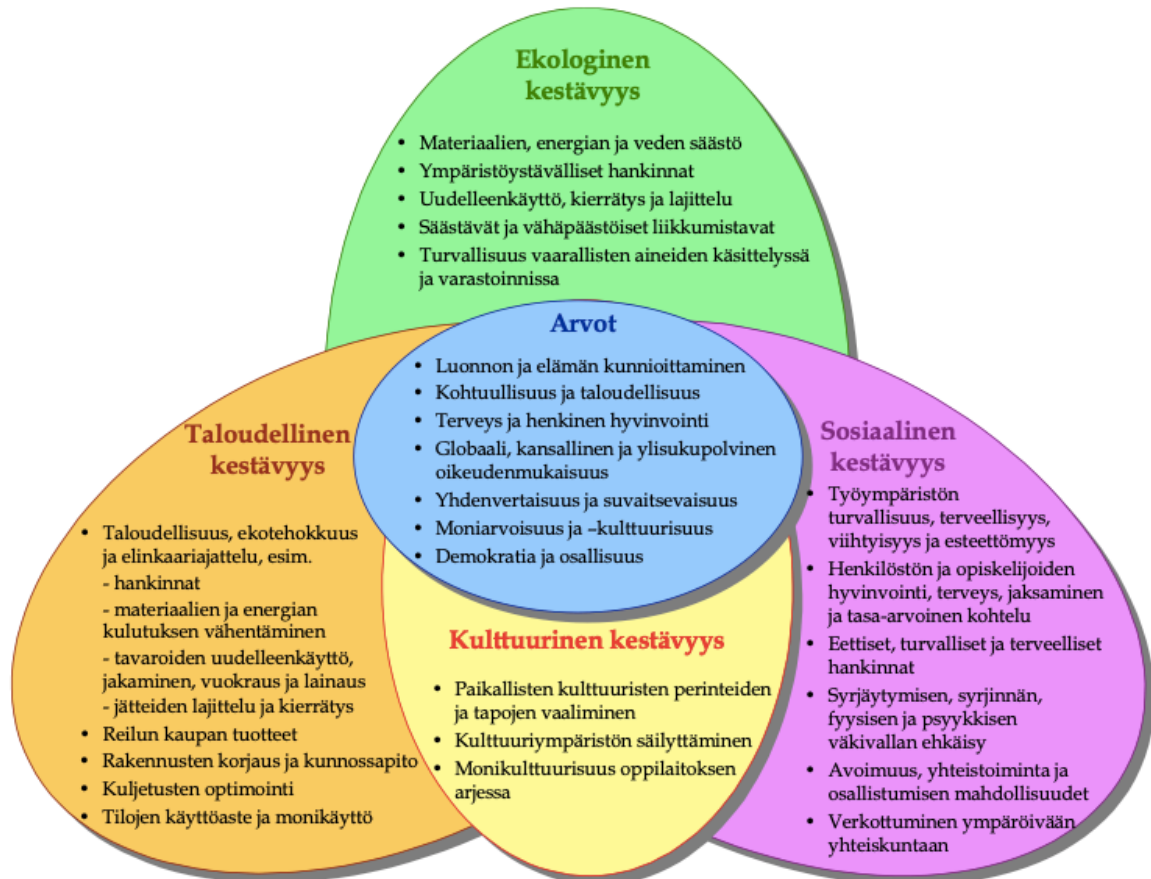 Ekologinen
kestävyys
• Materiaalien, energian ja veden säästö
• Ympäristöystävälliset hankinnat
• Uudelleenkäyttö, kierrätys ja lajittelu
• Säästävät ja vähäpäästöiset liikkumistavat
• Turvallisuus vaarallisten aineiden käsittelyssä
ja varastoinnissa
Arvot
• Luonnon ja elämän kunnioittaminen
• Kohtuullisuus ja taloudellisuus
• Terveys ja henkinen hyvinvointi
• Globaali, kansallinen ja ylisukupolvinen
oikeudenmukaisuus
• Yhdenvertaisuus ja suvaitsevaisuus
• Moniarvoisuus ja –kulttuurisuus
• Demokratia ja osallisuus
Taloudellinen
kestävyys
• Taloudellisuus, ekotehokkuus
ja elinkaariajattelu, esim.
- hankinnat
- materiaalien ja energian
kulutuksen vähentäminen
- tavaroiden uudelleenkäyttö,
jakaminen, vuokraus ja lainaus
- jätteiden lajittelu ja kierrätys
• Reilun kaupan tuotteet
• Rakennusten korjaus ja kunnossapito
• Kuljetusten optimointi
• Tilojen käyttöaste ja monikäyttö
Kulttuurinen kestävyys
• Paikallisten kulttuuristen perinteiden
ja tapojen vaaliminen
• Kulttuuriympäristön säilyttäminen
• Monikulttuurisuus oppilaitoksen
arjessa
Sosiaalinen
kestävyys
• Työympäristön
turvallisuus, terveellisyys,
viihtyisyys ja esteettömyys
• Henkilöstön ja opiskelijoiden
hyvinvointi, terveys, jaksaminen
ja tasa-arvoinen kohtelu
• Eettiset, turvalliset ja terveelliset
hankinnat
• Syrjäytymisen, syrjinnän,
fyysisen ja psyykkisen
väkivallan ehkäisy
• Avoimuus, yhteistoiminta ja
osallistumisen mahdollisuudet
• Verkottuminen ympäröivään
yhteiskuntaan